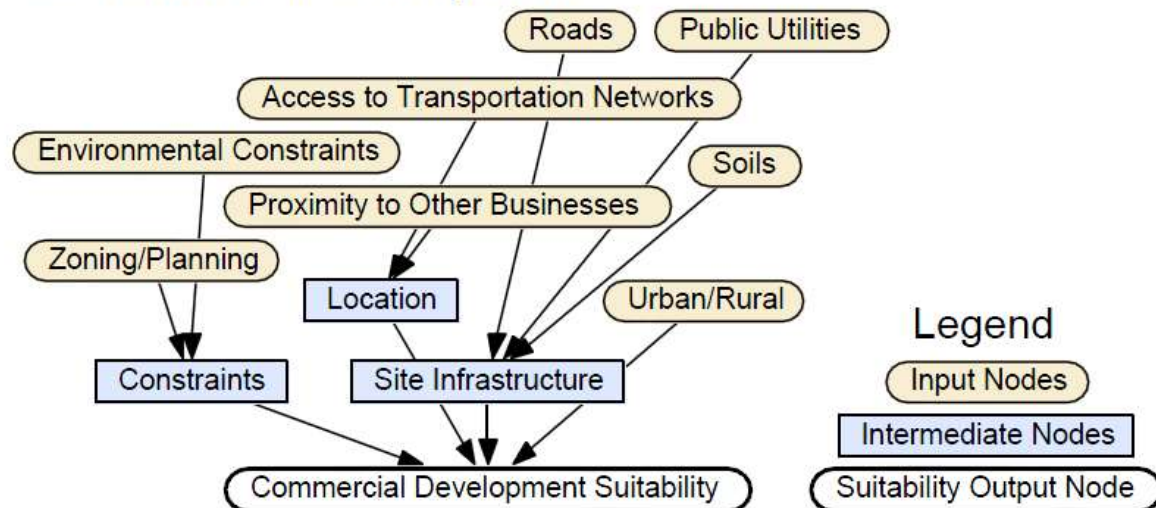 Roads
Public Utilities
Access to Transportation Networks
Environmental Constraints
Soils
Proximity to Other Businesses
Zoning/Planning
Location
Urban/Rural
Legend
Constraints
Site Infrastructure
Input Nodes
Intermediate Nodes
Commercial Development Suitability
Suitability Output Node